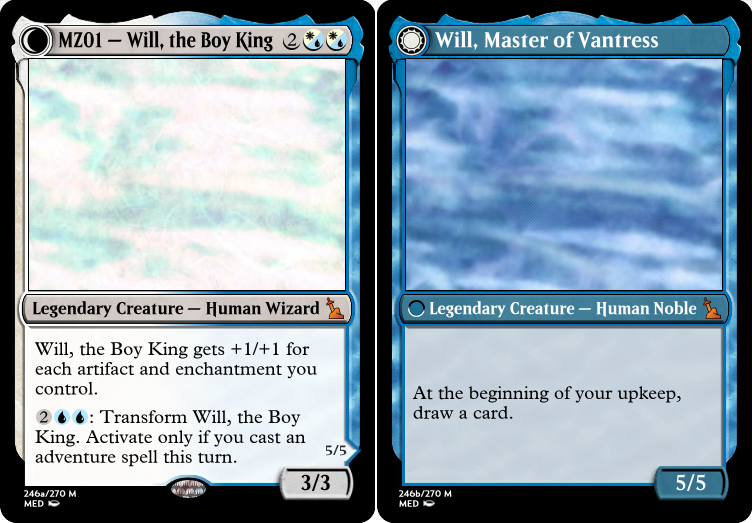 MZ01 — Will, the Boy King 2
Legendary Creature — Human Wizard
Will, the Boy King gets +1/+1 for
each artifact and enchantment you
control.
2: Transform Will, the Boy
King. Activate only if you cast an
adventure spell this turn.
5/5
3/3
246a/270 M
MED
Will, Master of Vantress
Legendary Creature — Human Noble
At the beginning of your upkeep,
draw a card.
5/5
246b/270 M
MED